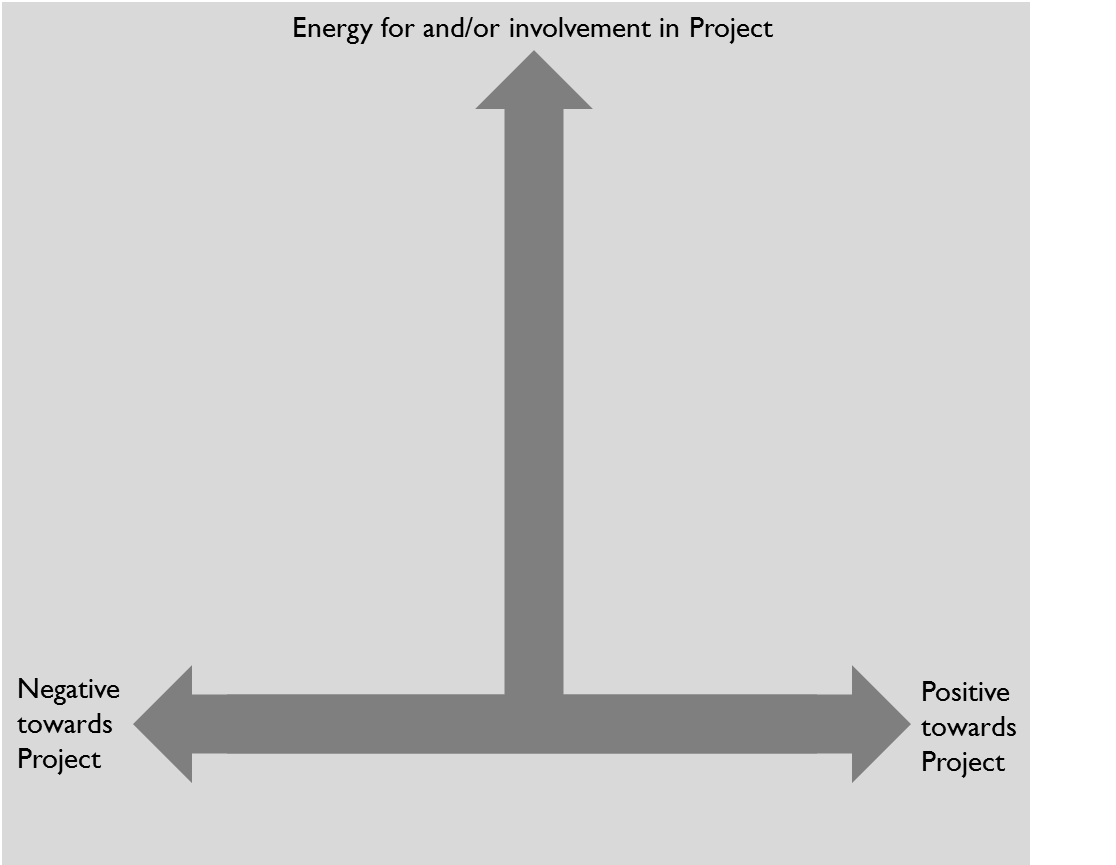 Energy for and/or involvement in Project
Negative
towards
Project
Positive
towards
Project